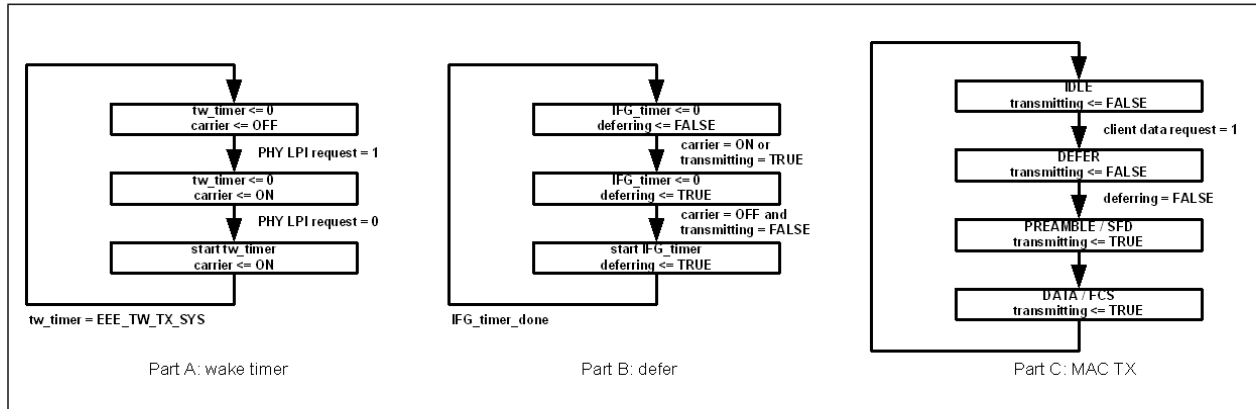 tw_timer <= 0
carrier <= OFF
PHY LPI request = 1
tw_timer <= 0
carrier <= ON
PHY LPI request = 0
start tw_timer
carrier <= ON
tw_timer = EEE_TW_TX_SYS
Part A: wake timer
IFG_timer <= 0
deferring <= FALSE
carrier = ON or
transmitting = TRUE
IFG_timer <= 0
deferring <= TRUE
carrier = OFF and
transmitting = FALSE
start IFG_timer
deferring <= TRUE
IFG_timer_done
Part B: defer
IDLE
transmitting <= FALSE
client data request = 1
DEFER
transmitting <= FALSE
deferring = FALSE
PREAMBLE / SFD
transmitting <= TRUE
DATA / FCS
transmitting <= TRUE
Part C: MAC TX